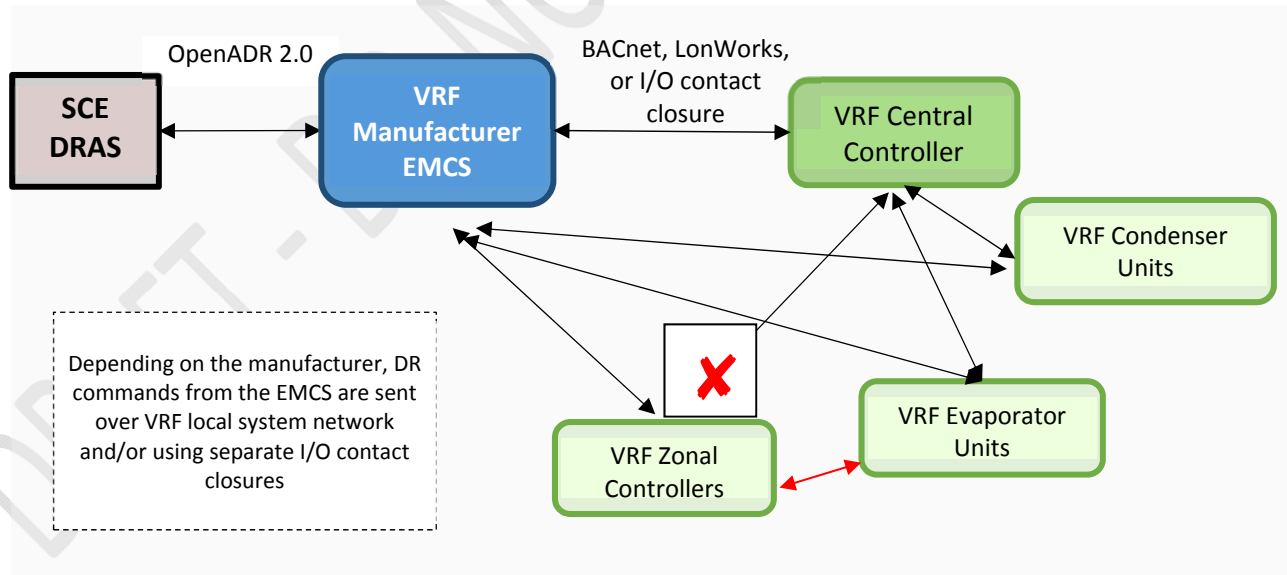 OpenADR 2.0
BACnet, LonWorks,
or I/O contact
closure
SCE
DRAS
VRF
Manufacturer
EMCS
VRF Central
Controller
VRF Condenser
Units
Depending on the manufacturer, DR
commands from the EMCS are sent
over VRF local system network
and/or using separate I/O contact
closures
VRF Evaporator
Units
VRF Zonal
Controllers